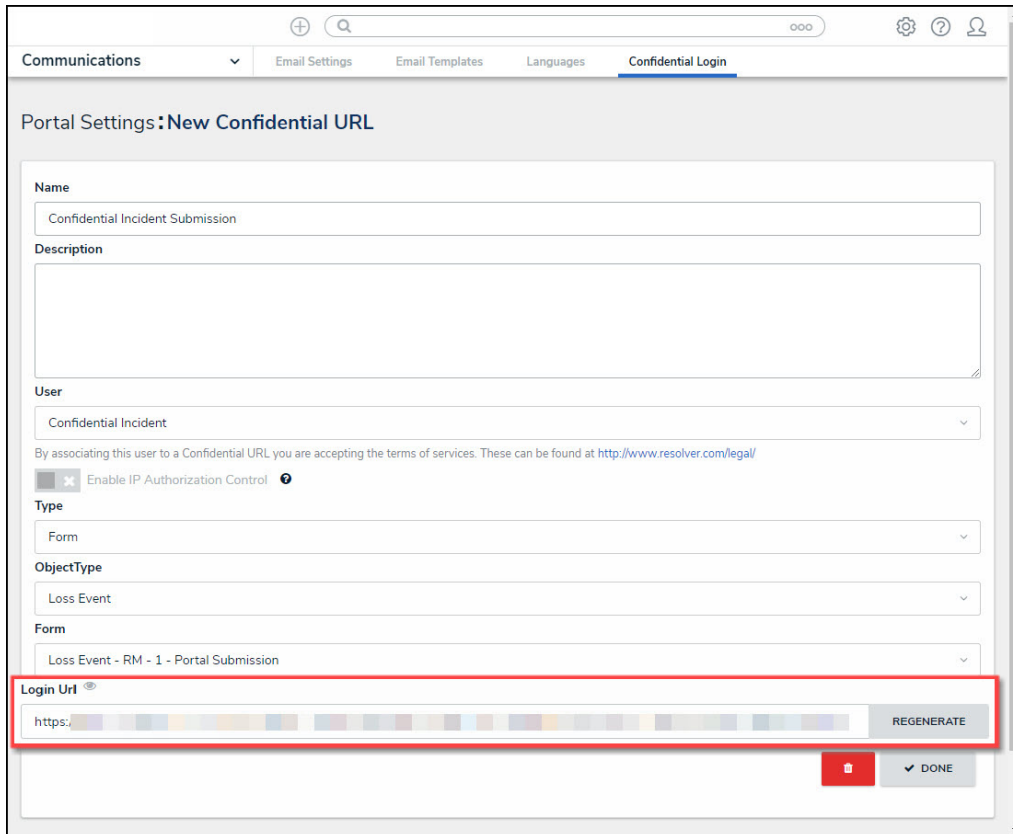 Communications
Email Settings
Email Templates
Languages
Confidential Login
Portal Settings:New Confidential URL
Name
Confidential Incident Submission
Description
User
Confidential Incident
By associating this user to a Confidential URL you are accepting the terms of services. These can be found at http://www.resolver.com/legal/
Enable IP Authorization Control
Type
Form
ObjectType
Loss Event
Form
Loss Event - RM - 1 - Portal Submission
Login Url
https:/
REGENERATE
DONE